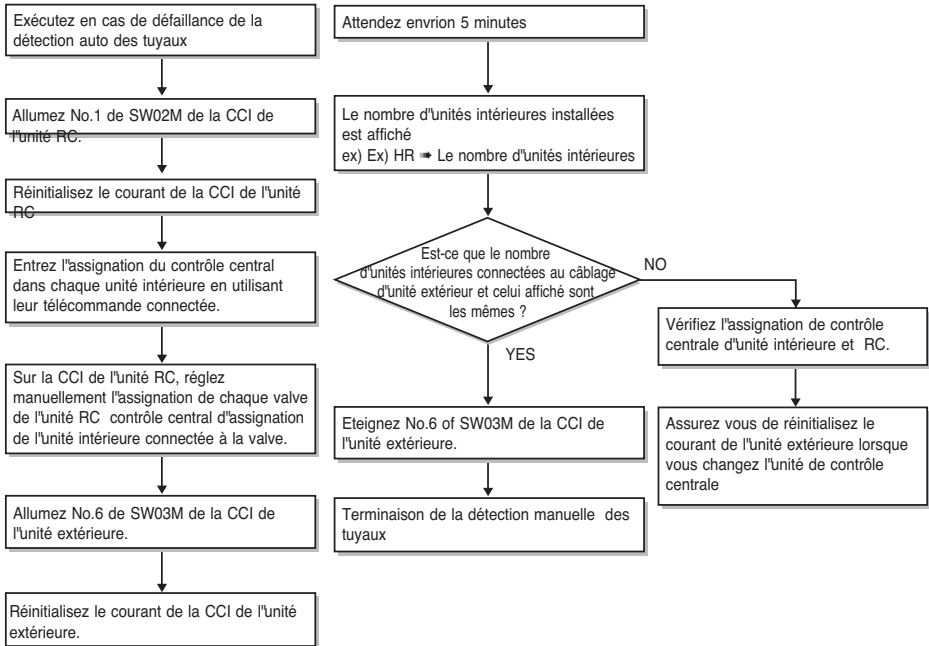 Exécutez en cas de défaillance de la
détection auto des tuyaux
Allumez No.1 de SW02M de la CCI de
l"unité RC.
Réinitialisez le courant de la CCI de l"unité
RC
Entrez l"assignation du contrôle central
dans chaque unité intérieure en utilisant
leur télécommande connectée.
Sur la CCI de l'unité RC, réglez
manuellement l"assignation de chaque valve
de l"unité RC contrôle central d"assignation
de l"unité intérieure connectée à la valve.
Allumez No.6 de SW03M de la CCI de
l"unité extérieure.
Réinitialisez le courant de la CCI de l"unité
extérieure.
Attendez envrion 5 minutes
Le nombre d"unités intérieures installées
est affiché
ex) Ex) HR ➠ Le nombre d"unités intérieures
Est-ce que le nombre
d"unités intérieures connectées au câblage
d"unité extérieur et celui affiché sont
les mêmes ?
NO
YES
Eteignez No.6 of SW03M de la CCI de
l"unité extérieure.
Terminaison de la détection manuelle des
tuyaux
Vérifiez l"assignation de contrôle
centrale d"unité intérieure et RC.
Assurez vous de réinitialisez le
courant de l"unité extérieure lorsque
vous changez l"unité de contrôle
centrale